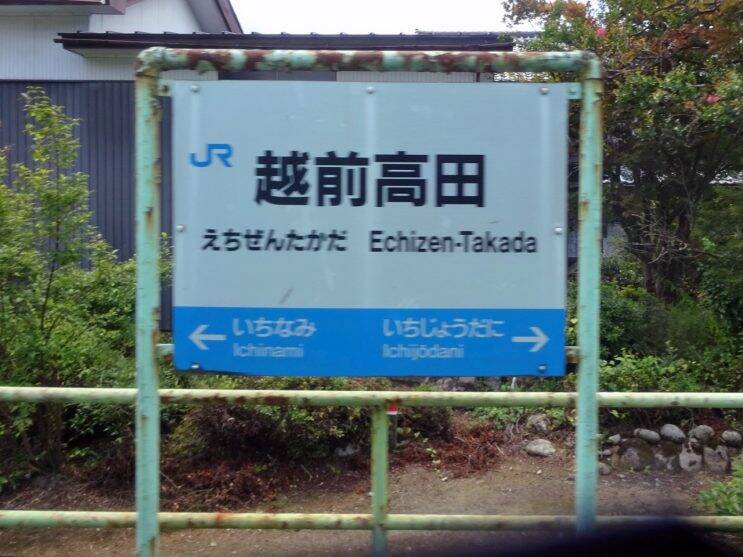 JR 越前高田
えちぜんたかだ Echizen-Takada
← いちなみ いちじょうだに →
Ichinami Ichijōdani